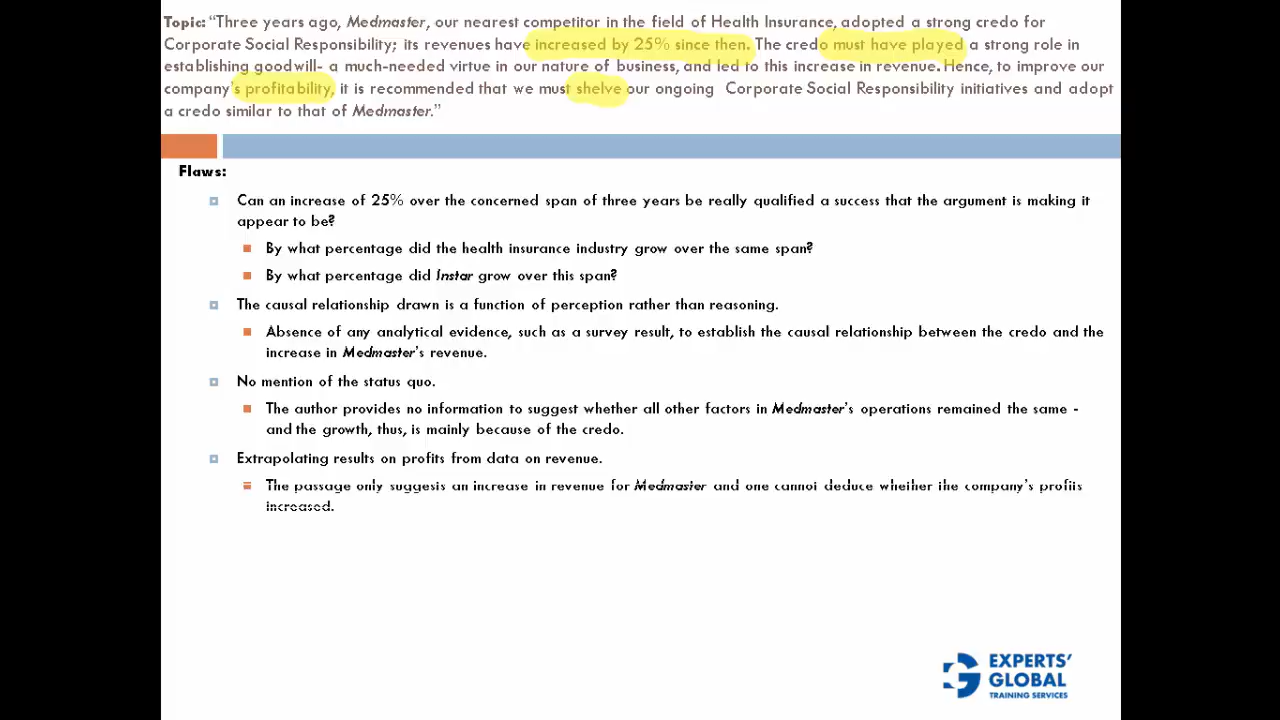 Topic: “Three years ago, Medmaster, our nearest competitor in the field of Health Insurance, adopted a strong credo for
Corporate Social Responsibility; its revenues have increased by 25% since then. The credo must have played a strong role in
establishing goodwill- a much-needed virtue in our nature of business, and led to this increase in revenue. Hence, to improve our
company’s profitability, it is recommended that we must shelve our ongoing Corporate Social Responsibility initiatives and adopt
a credo similar to that of Medmaster.”
Flaws:
Can an increase of 25% over the concerned span of three years be really qualified a success that the argument is making it
appear to be?
By what percentage did the health insurance industry grow over the same span?
By what percentage did Instar grow over this span?
The causal relationship drawn is a function of perception rather than reasoning.
Absence of any analytical evidence, such as a survey result, to establish the causal relationship between the credo and the
increase in Medmaster’s revenue.
No mention of the status quo.
The author provides no information to suggest whether all other factors in Medmaster’s operations remained the same -
and the growth, thus, is mainly because of the credo.
Extrapolating results on profits from data on revenue.
The passage only suggests an increase in revenue for Medmaster and one cannot deduce whether the company’s profits
increased.
EXPERTS’
GLOBAL
TRAINING SERVICES